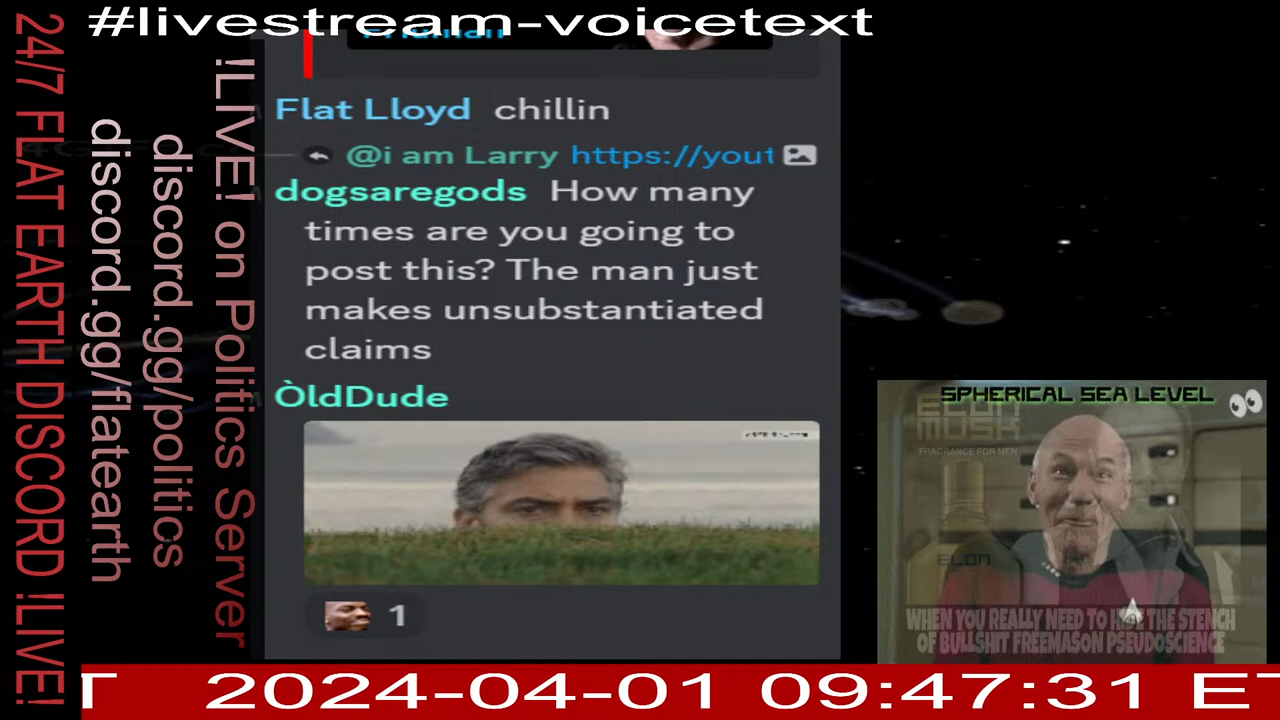 #livestream-voicetext
24/7 FLAT EARTH DISCORD !LIVE!
discord.gg/flatearth
discord.gg/politics
!LIVE! on Politics Server
Flat Lloyd chillin
@i am Larry https://yout
dogsaregods How many
times are you going to
post this? The man just
makes unsubstantiated
claims
ÒldDude
1
SPHERICAL SEA LEVEL
ELON
MUSK
FRAGRANCE FOR MEN
ELON
WHEN YOU REALLY NEED TO HIDE THE STENCH
OF BULLSHIT FREEMASON PSEUDOSCIENCE
T 2024-04-01 09:47:31 ET